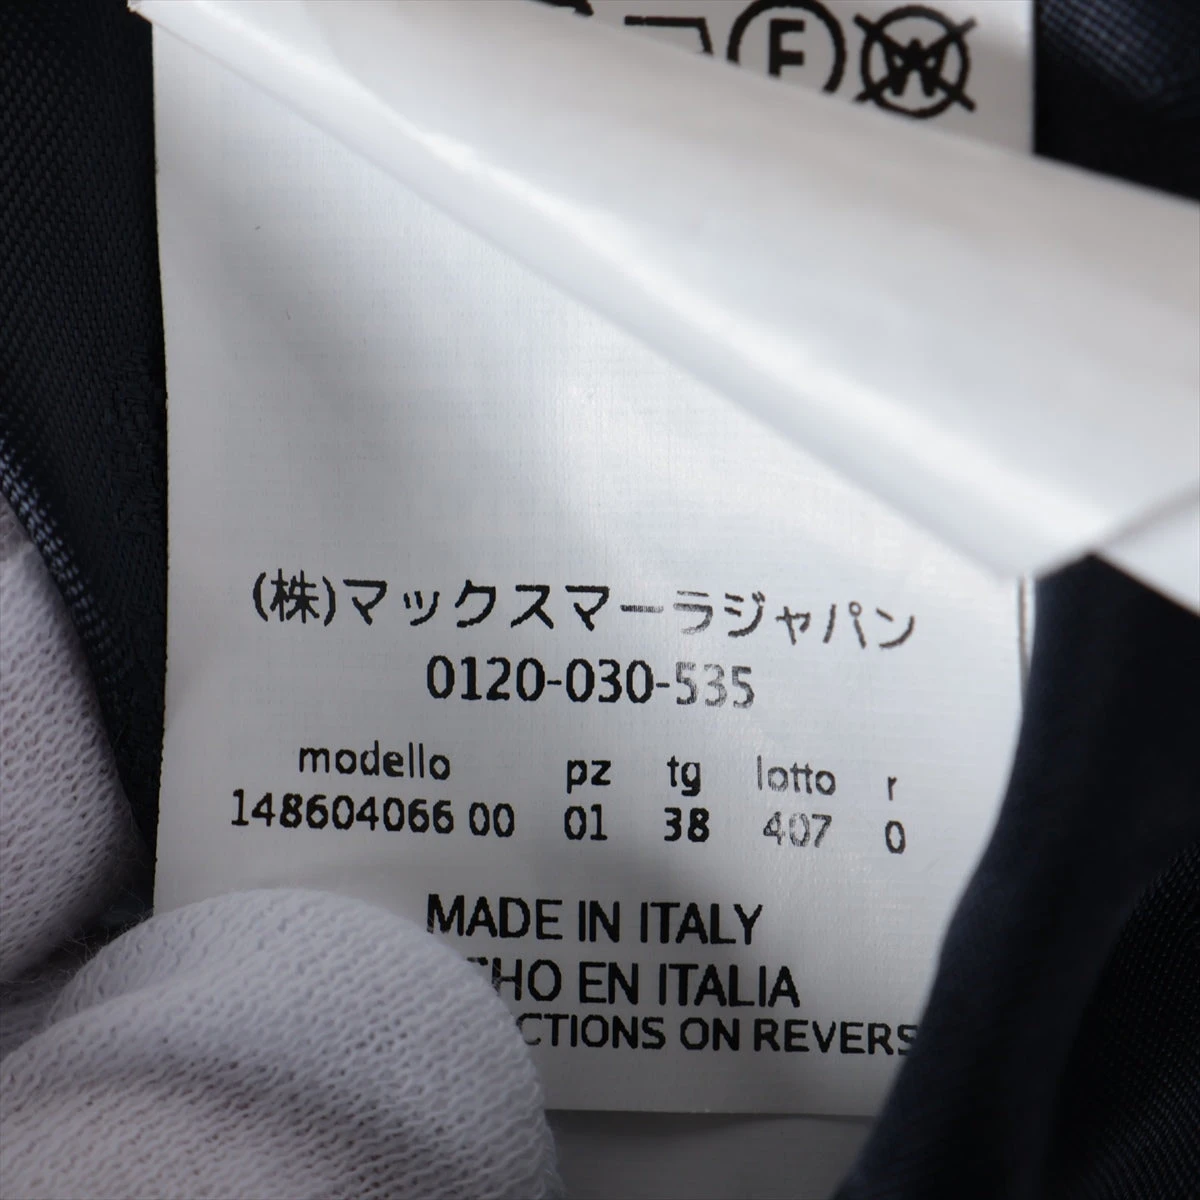 F W
(株)マックスマーラジャパン
0120-030-535
modello pz tg lotto r
148604066 00 01 38 407 0
MADE IN ITALY
EN ITALIA
ON